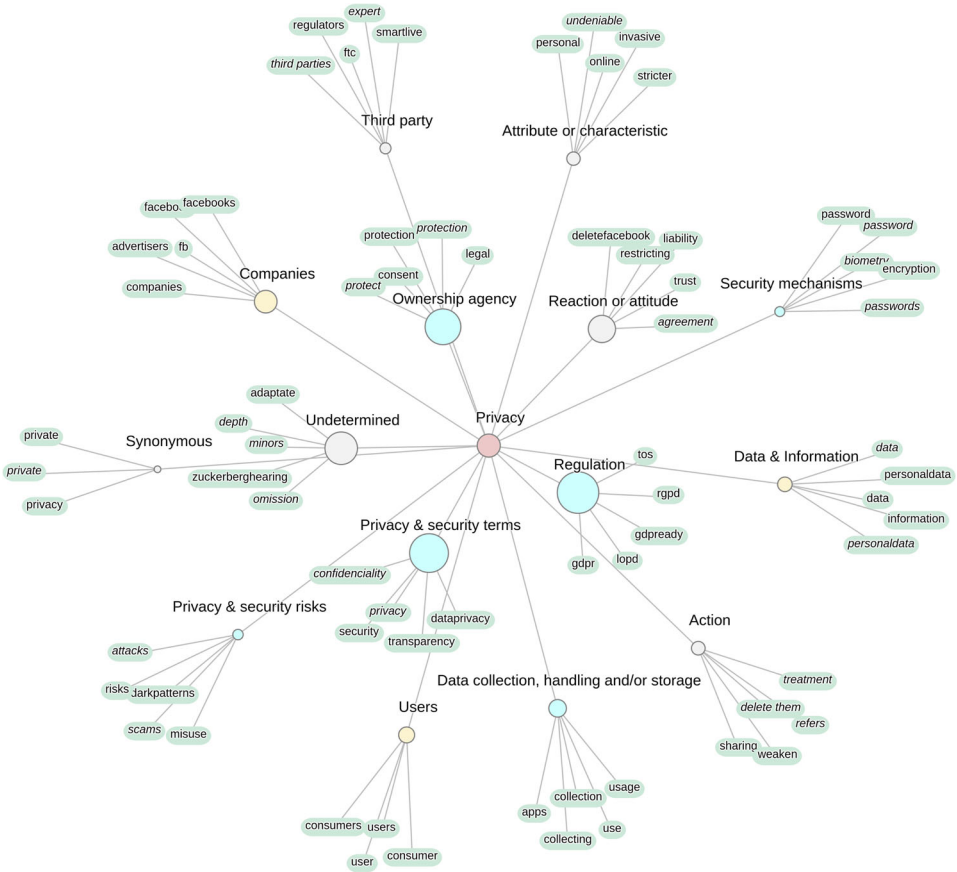 expert
undeniable
regulators
smartlive
invasive
personal
ftc
online
third parties
stricter
Third party
Attribute or characteristic
facebooks
password
password
protection
protection
deletefacebook
liability
advertisers
fb
legal
restricting
biometry
encryption
Companies
consent
trust
Security mechanisms
companies
protect
Ownership agency
Reaction or attitude
passwords
agreement
adaptate
depth
Undetermined
Privacy
private
Synonymous
minors
tos
data
private
zuckerberghearing
Regulation
Data & Information
personaldata
privacy
omission
rgpd
data
information
Privacy & security terms
gdpready
personaldata
confidenciality
gdpr
lopd
Privacy & security risks
privacy
dataprivacy
Action
security
transparency
attacks
Data collection, handling and/or storage
treatment
risks
darkpatterns
Users
delete them
refers
scams
misuse
sharing
weaken
usage
collection
apps
consumers
users
use
collecting
user
consumer